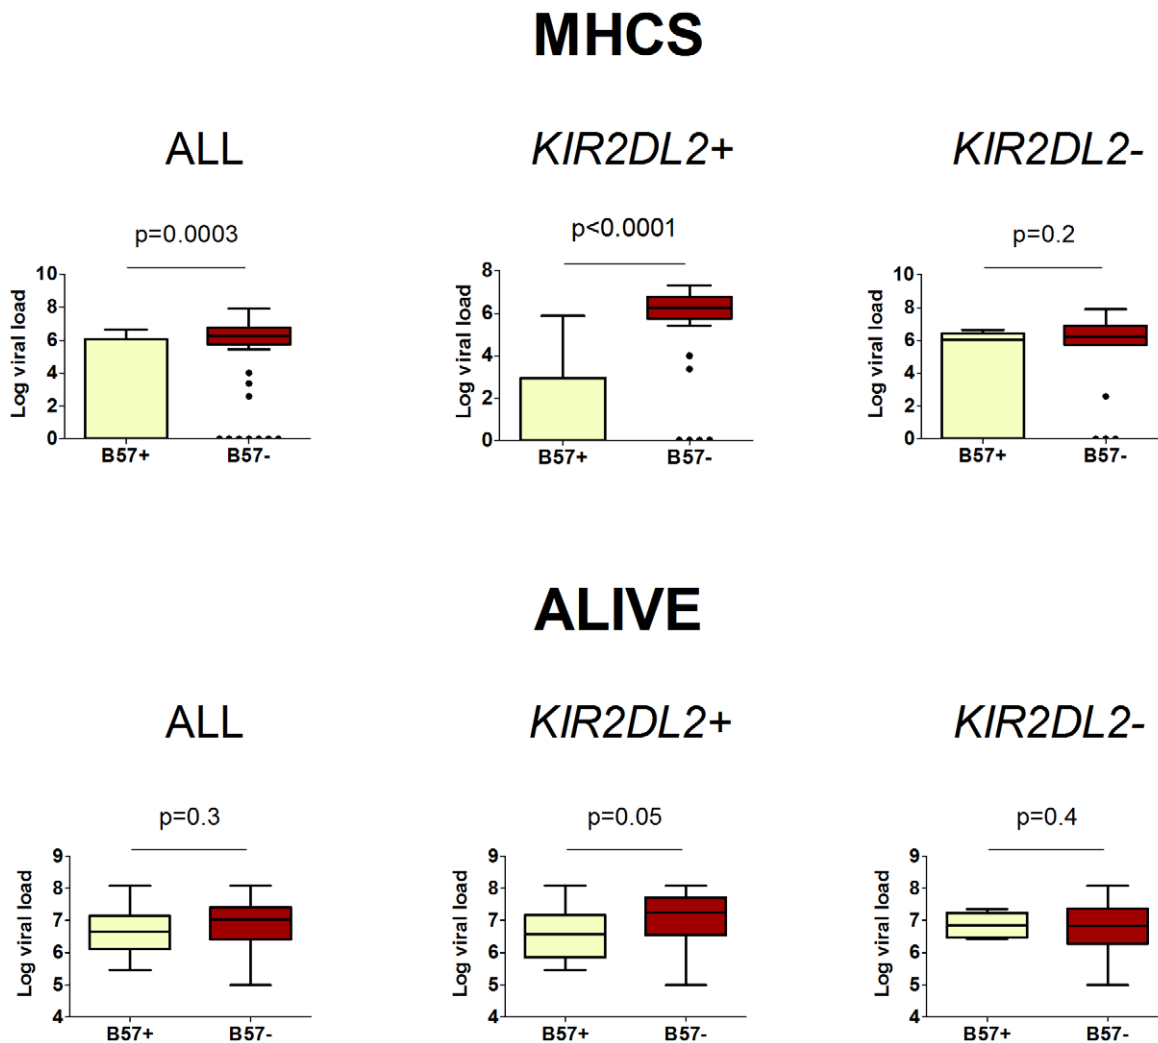 MHCS
ALL
KIR2DL2+
KIR2DL2-
p=0.0003
p<0.0001
p=0.2
Log viral load
10
8
6
4
2
0
B57+ B57-
Log viral load
8
6
4
2
0
B57+ B57-
Log viral load
10
8
6
4
2
0
B57+ B57-
ALIVE
ALL
KIR2DL2+
KIR2DL2-
p=0.3
p=0.05
p=0.4
Log viral load
9
8
7
6
5
4
B57+ B57-
Log viral load
9
8
7
6
5
4
B57+ B57-
Log viral load
9
8
7
6
5
4
B57+ B57-